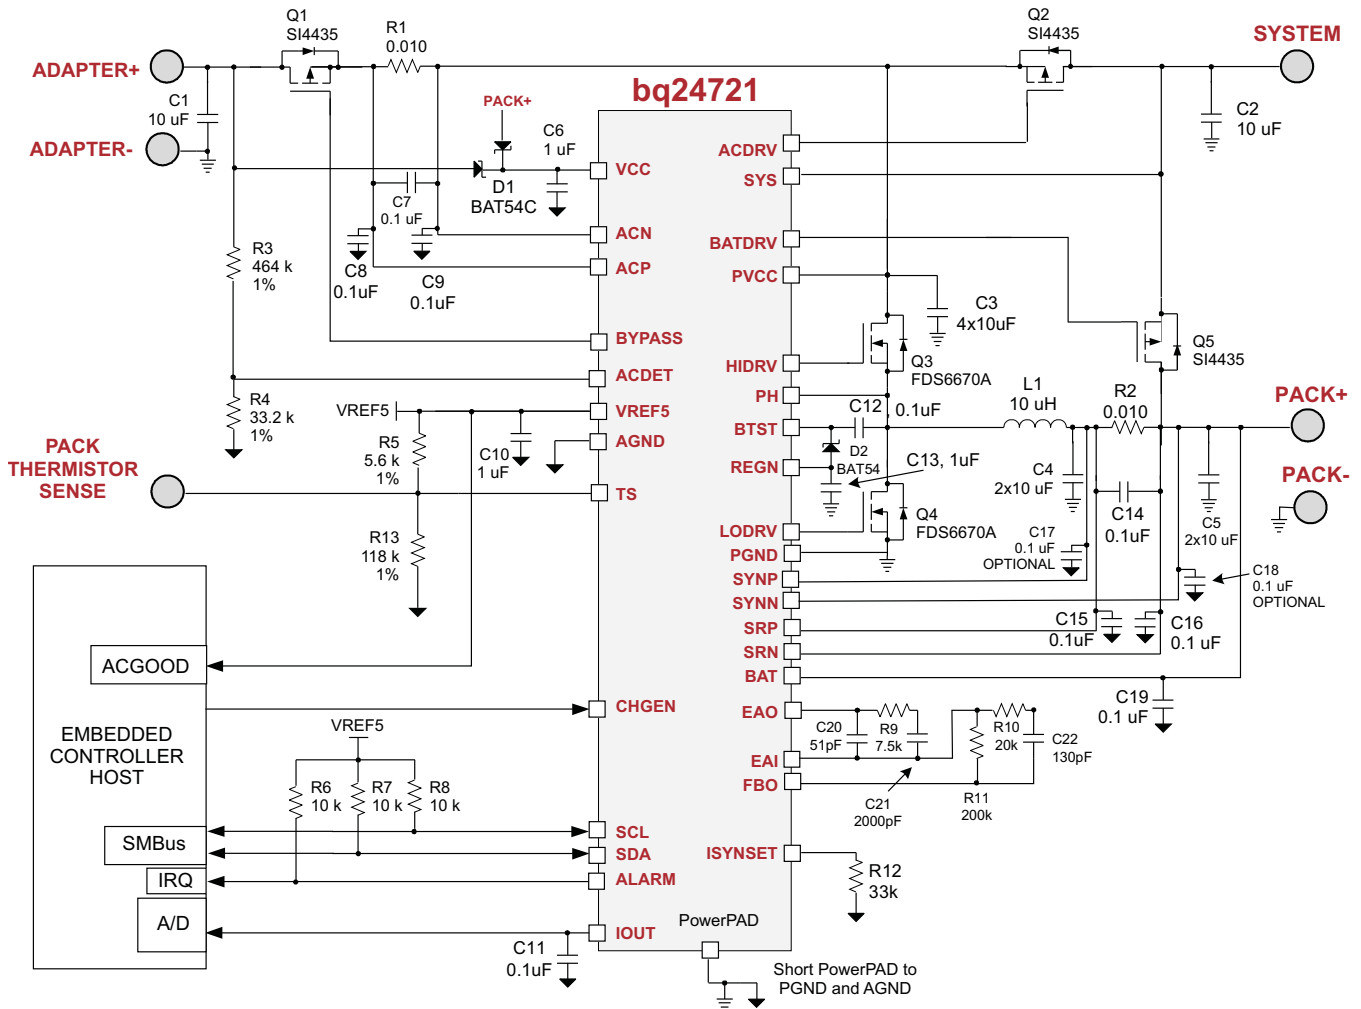 Q1
SI4435
R1
0.010
Q2
SI4435
SYSTEM
ADAPTER+
C1
10 uF
ADAPTER-
bq24721
PACK+
C6
1 uF
D1
BAT54C
C7
0.1 uF
C8
0.1uF
C9
0.1uF
C2
10 uF
R3
464 k
1%
R4
33.2 k
1%
VCC
ACN
ACP
BYPASS
ACDET
VREF5
AGND
TS
CHGEN
SCL
SDA
ALARM
IOUT
ACDRV
SYS
BATDRV
PVCC
HIDRV
PH
BTST
REGN
LODRV
PGND
SYNP
SYNN
SRP
SRN
BAT
EAO
EAI
FBO
ISYNSET
PowerPAD
C3
4x10uF
Q3
FDS6670A
Q5
SI4435
VREF5
R5
5.6 k
1%
C10
1 uF
PACK
THERMISTOR
SENSE
R13
118 k
1%
C12
0.1uF
D2
BAT54
C13, 1uF
L1
10 uH
R2
0.010
PACK+
PACK-
C4
2x10 uF
C14
0.1uF
C5
2x10 uF
Q4
FDS6670A
C17
0.1 uF
OPTIONAL
C18
0.1 uF
OPTIONAL
C15
0.1uF
C16
0.1 uF
C19
0.1 uF
ACGOOD
EMBEDDED
CONTROLLER
HOST
SMBus
IRQ
A/D
VREF5
R6
10 k
R7
10 k
R8
10 k
C11
0.1uF
C20
51pF
R9
7.5k
R10
20k
C22
130pF
C21
2000pF
R11
200k
R12
33k
Short PowerPAD to
PGND and AGND